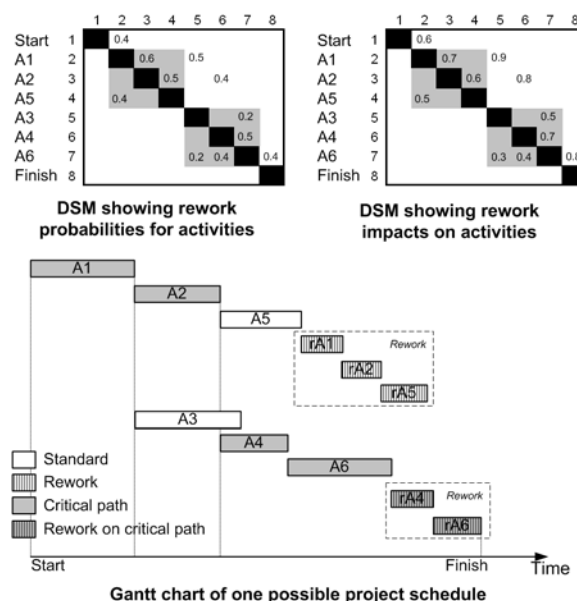 1 2 3 4 5 6 7 8
Start 1 0.4
A1 2 0.6 0.5
A2 3 0.5 0.4
A5 4 0.4
A3 5 0.2
A4 6 0.5
A6 7 0.2 0.4 0.4
Finish 8
DSM showing rework
probabilities for activities
1 2 3 4 5 6 7 8
Start 1 0.6
A1 2 0.7 0.9
A2 3 0.6 0.8
A5 4 0.5
A3 5 0.5
A4 6 0.7
A6 7 0.3 0.4 0.8
Finish 8
DSM showing rework
impacts on activities
A1
A2
A5
rA1 Rework
rA2
rA5
A3
A4
A6
rA4 Rework
rA6
Standard
Rework
Critical path
Rework on critical path
Start Finish Time
Gantt chart of one possible project schedule